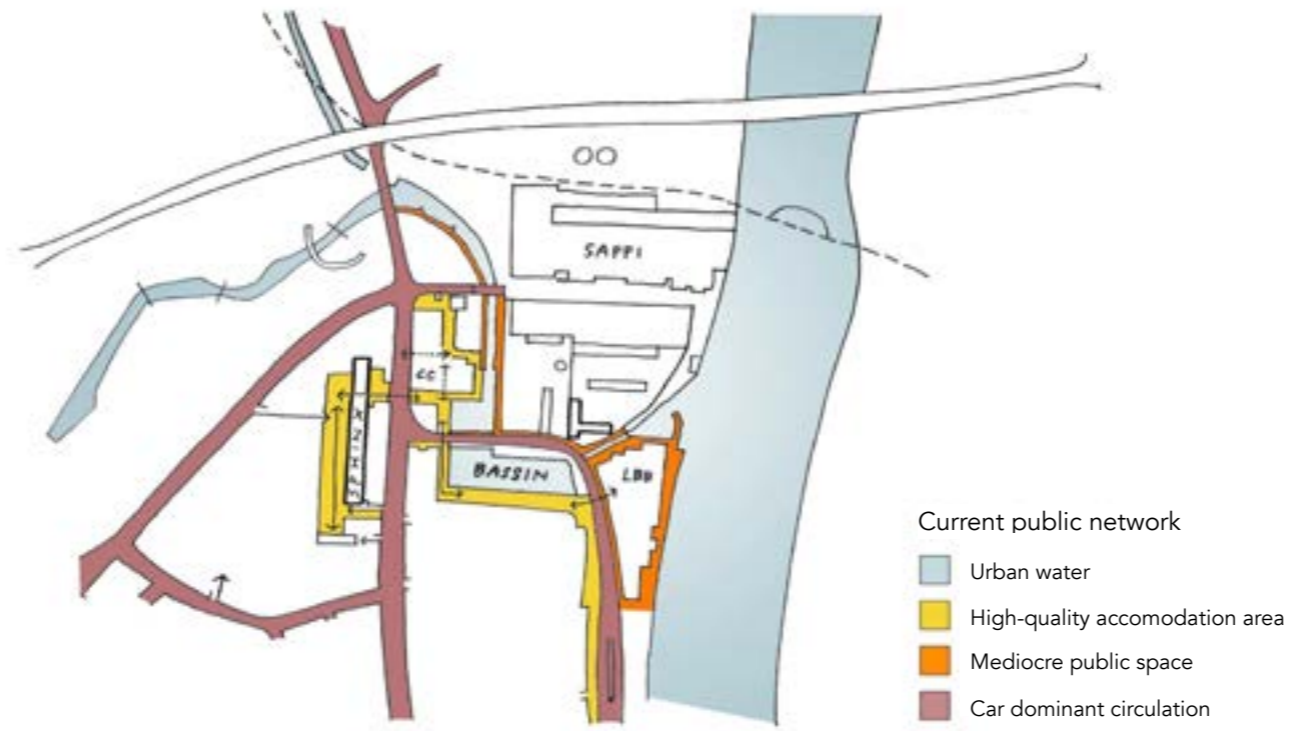 SAPPI
CC
SPHINX
BASSIN
LBB
Current public network
Urban water
High-quality accomodation area
Mediocre public space
Car dominant circulation